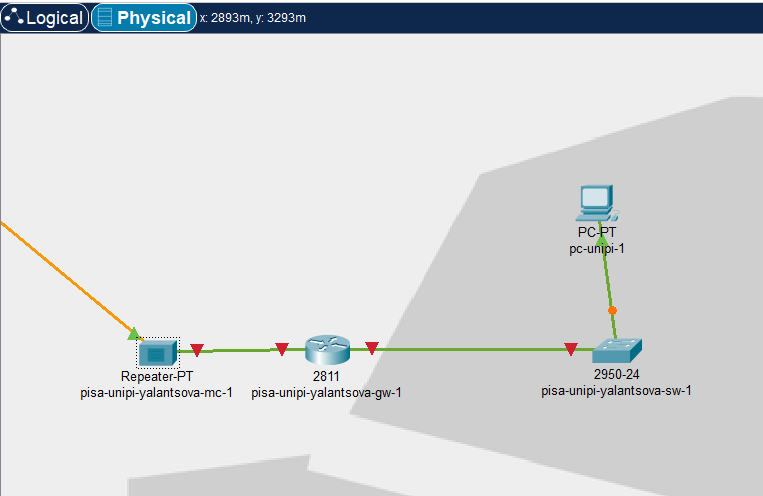 Logical Physical x: 2893m, y: 3293m
PC-PT
pc-unipi-1
Repeater-PT
pisa-unipi-yalantsova-mc-1
2811
pisa-unipi-yalantsova-gw-1
2950-24
pisa-unipi-yalantsova-sw-1